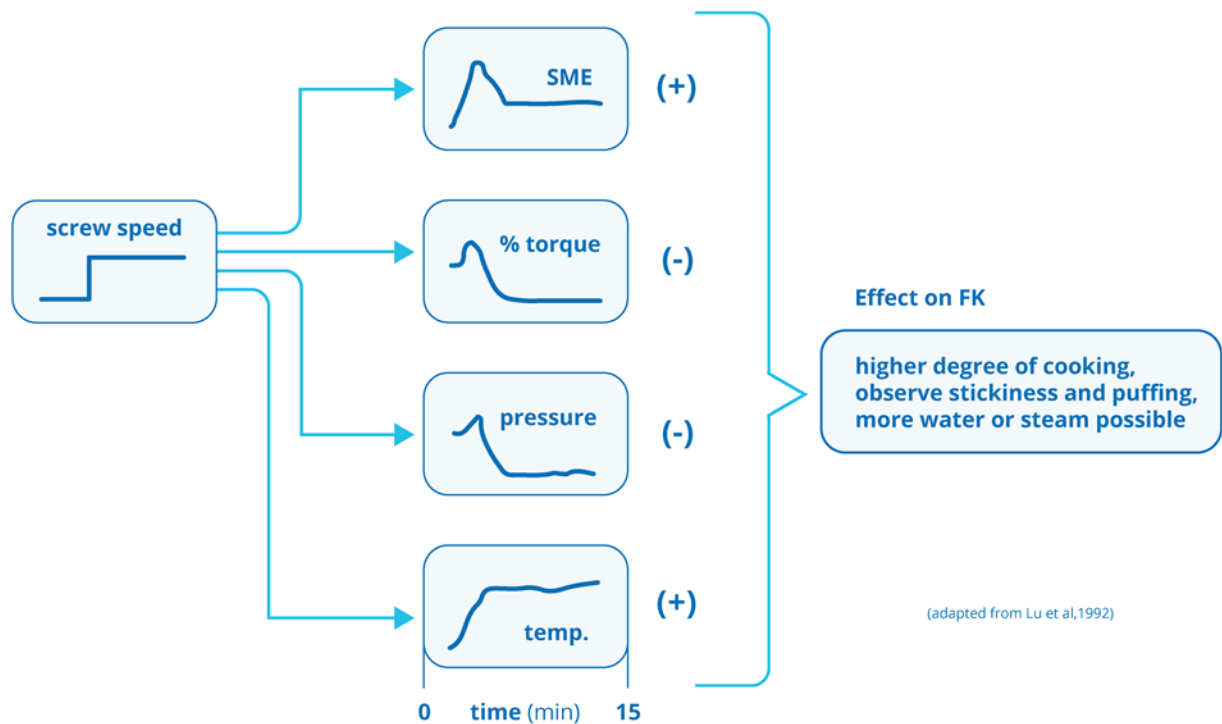 screw speed
SME
(+)
% torque
(-)
pressure
(-)
temp.
(+)
0 time (min) 15
Effect on FK
higher degree of cooking,
observe stickiness and puffing,
more water or steam possible
(adapted from Lu et al,1992)